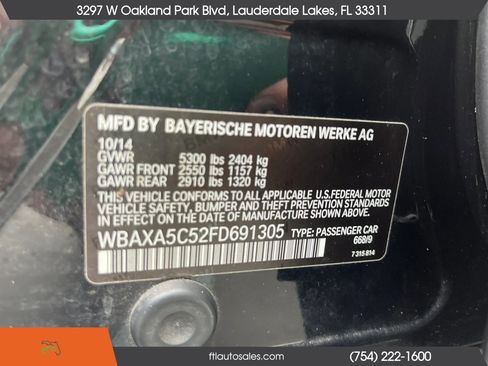 3297 W Oakland Park Blvd, Lauderdale Lakes, FL 33311
MFD BY BAYERISCHE MOTOREN WERKE AG
10/14
GVWR 5300 lbs 2404 kg
GAWR FRONT 2550 lbs 1157 kg
GAWR REAR 2910 lbs 1320 kg
THIS VEHICLE CONFORMS TO ALL APPLICABLE U.S.FEDERAL MOTOR
VEHICLE SAFETY, BUMPER, AND THEFT PREVENTION STANDARDS
IN EFFECT ON THE DATE OF MANUFACTURE SHOWN ABOVE.
WBAXA5C52FD691305 TYPE: PASSENGER CAR
668/9
7 315 814
ftlautosales.com
(754) 222-1600